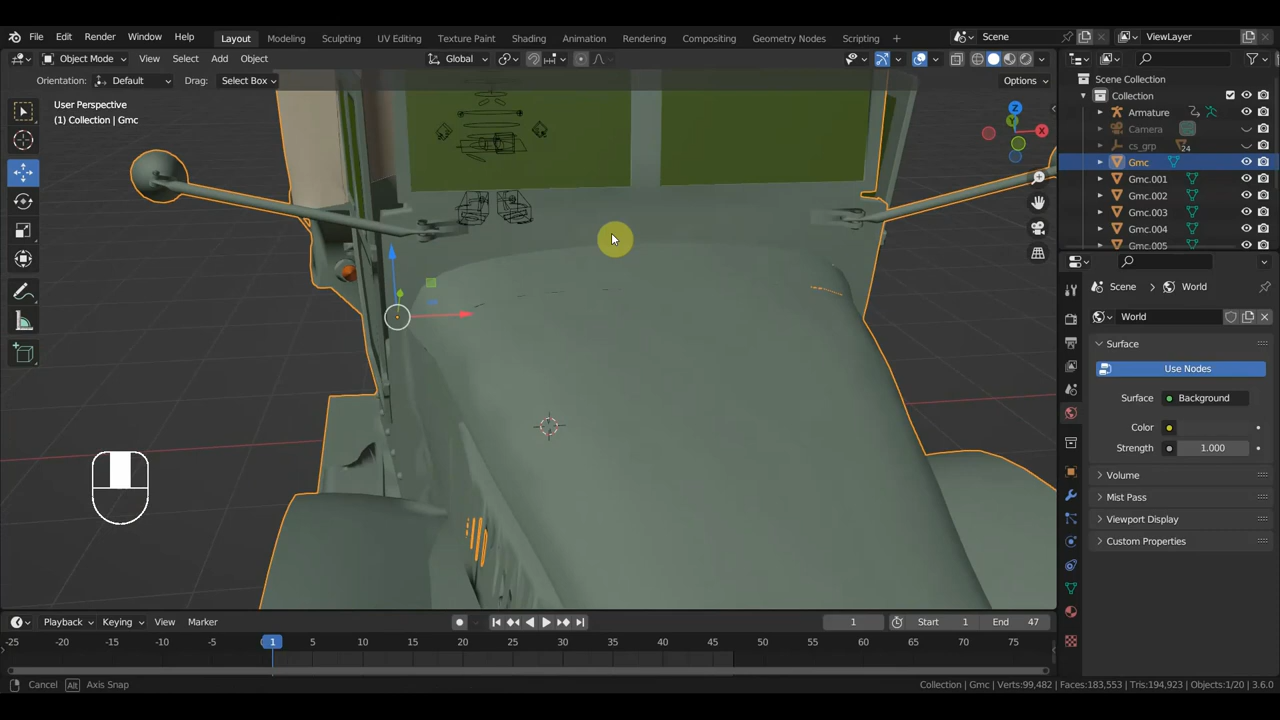 File Edit Render Window Help Layout Modeling Sculpting UV Editing Texture Paint Shading Animation Rendering Compositing Geometry Nodes Scripting + Scene ViewLayer
Object Mode View Select Add Object Global
Orientation: Default Drag: Select Box Options
User Perspective
(1) Collection | Gmc
Z
Y
X
Scene Collection
Collection
Armature
Camera
cs_grp 24
Gmc
Gmc.001
Gmc.002
Gmc.003
Gmc.004
Gmc.005
Scene > World
World
Surface
Use Nodes
Surface Background
Color
Strength 1.000
Volume
Mist Pass
Viewport Display
Custom Properties
Playback Keying View Marker 1 Start 1 End 47
-25 -20 -15 -10 -5 1 5 10 15 20 25 30 35 40 45 50 55 60 65 70 75
Cancel Alt Axis Snap Collection | Gmc | Verts:99,482 | Faces:183,553 | Tris:194,923 | Objects:1/20 | 3.6.0